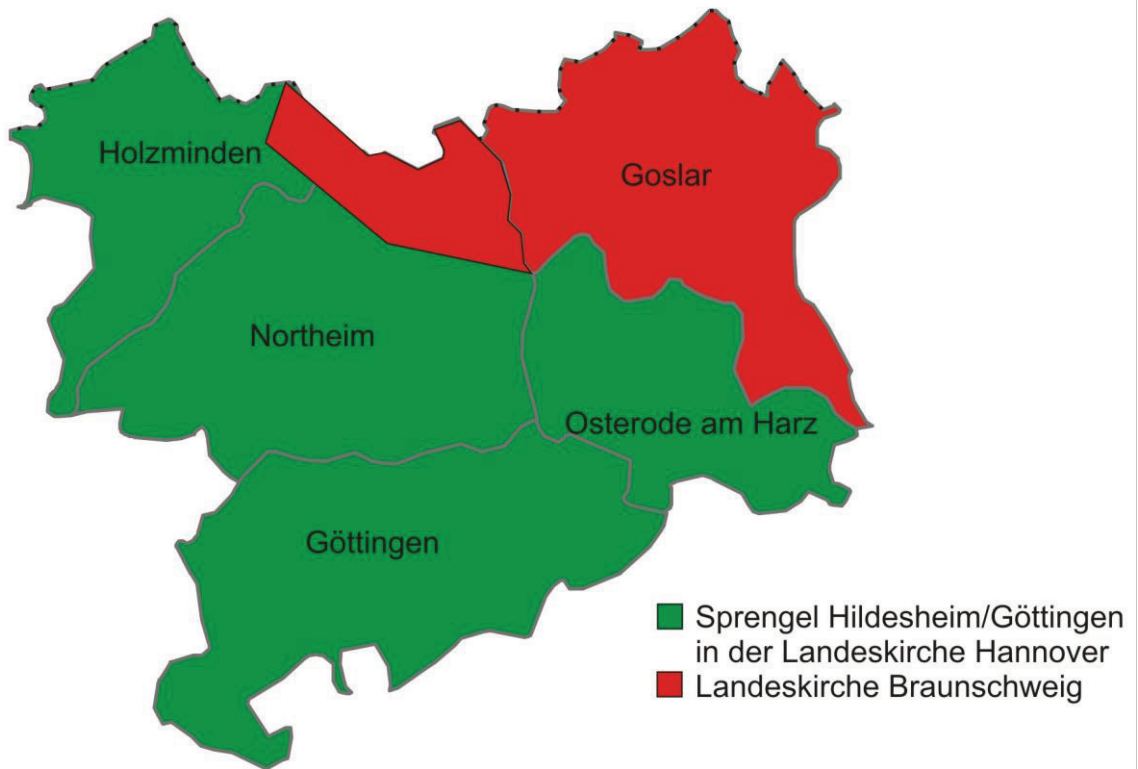 Holzminden
Goslar
Northeim
Osterode am Harz
Göttingen
Sprengel Hildesheim/Göttingen
in der Landeskirche Hannover
Landeskirche Braunschweig